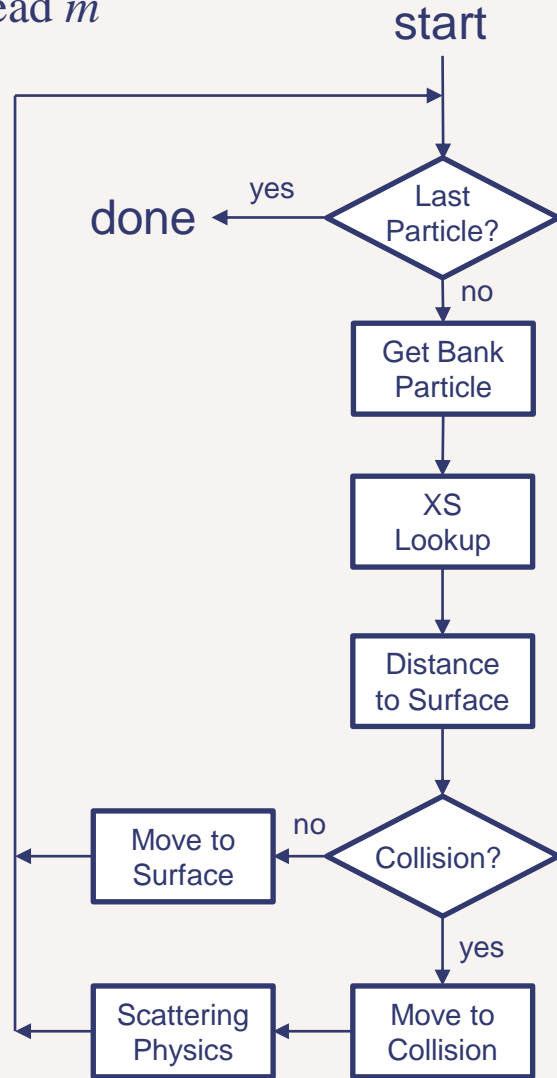 start
yes
done
Last
Particle?
no
Get Bank
Particle
XS
Lookup
Distance
to Surface
Move to
Surface
no
Collision?
yes
Scattering
Physics
Move to
Collision